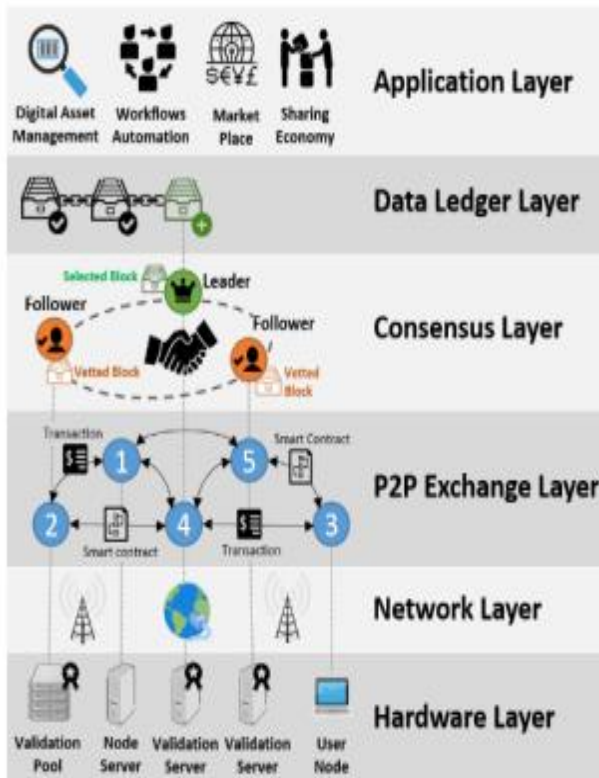 Digital Asset
Management
Workflows
Automation
S€¥£
Market
Place
Sharing
Economy
Application Layer
Data Ledger Layer
Selected Block
Leader
Follower
Follower
Vetted Block
Vetted
Block
Consensus Layer
Transaction
$
1
5
Smart Contract
2
4
$
3
Smart contract
Transaction
P2P Exchange Layer
Network Layer
Validation
Pool
Node
Server
Validation
Server
Validation
Server
User
Node
Hardware Layer